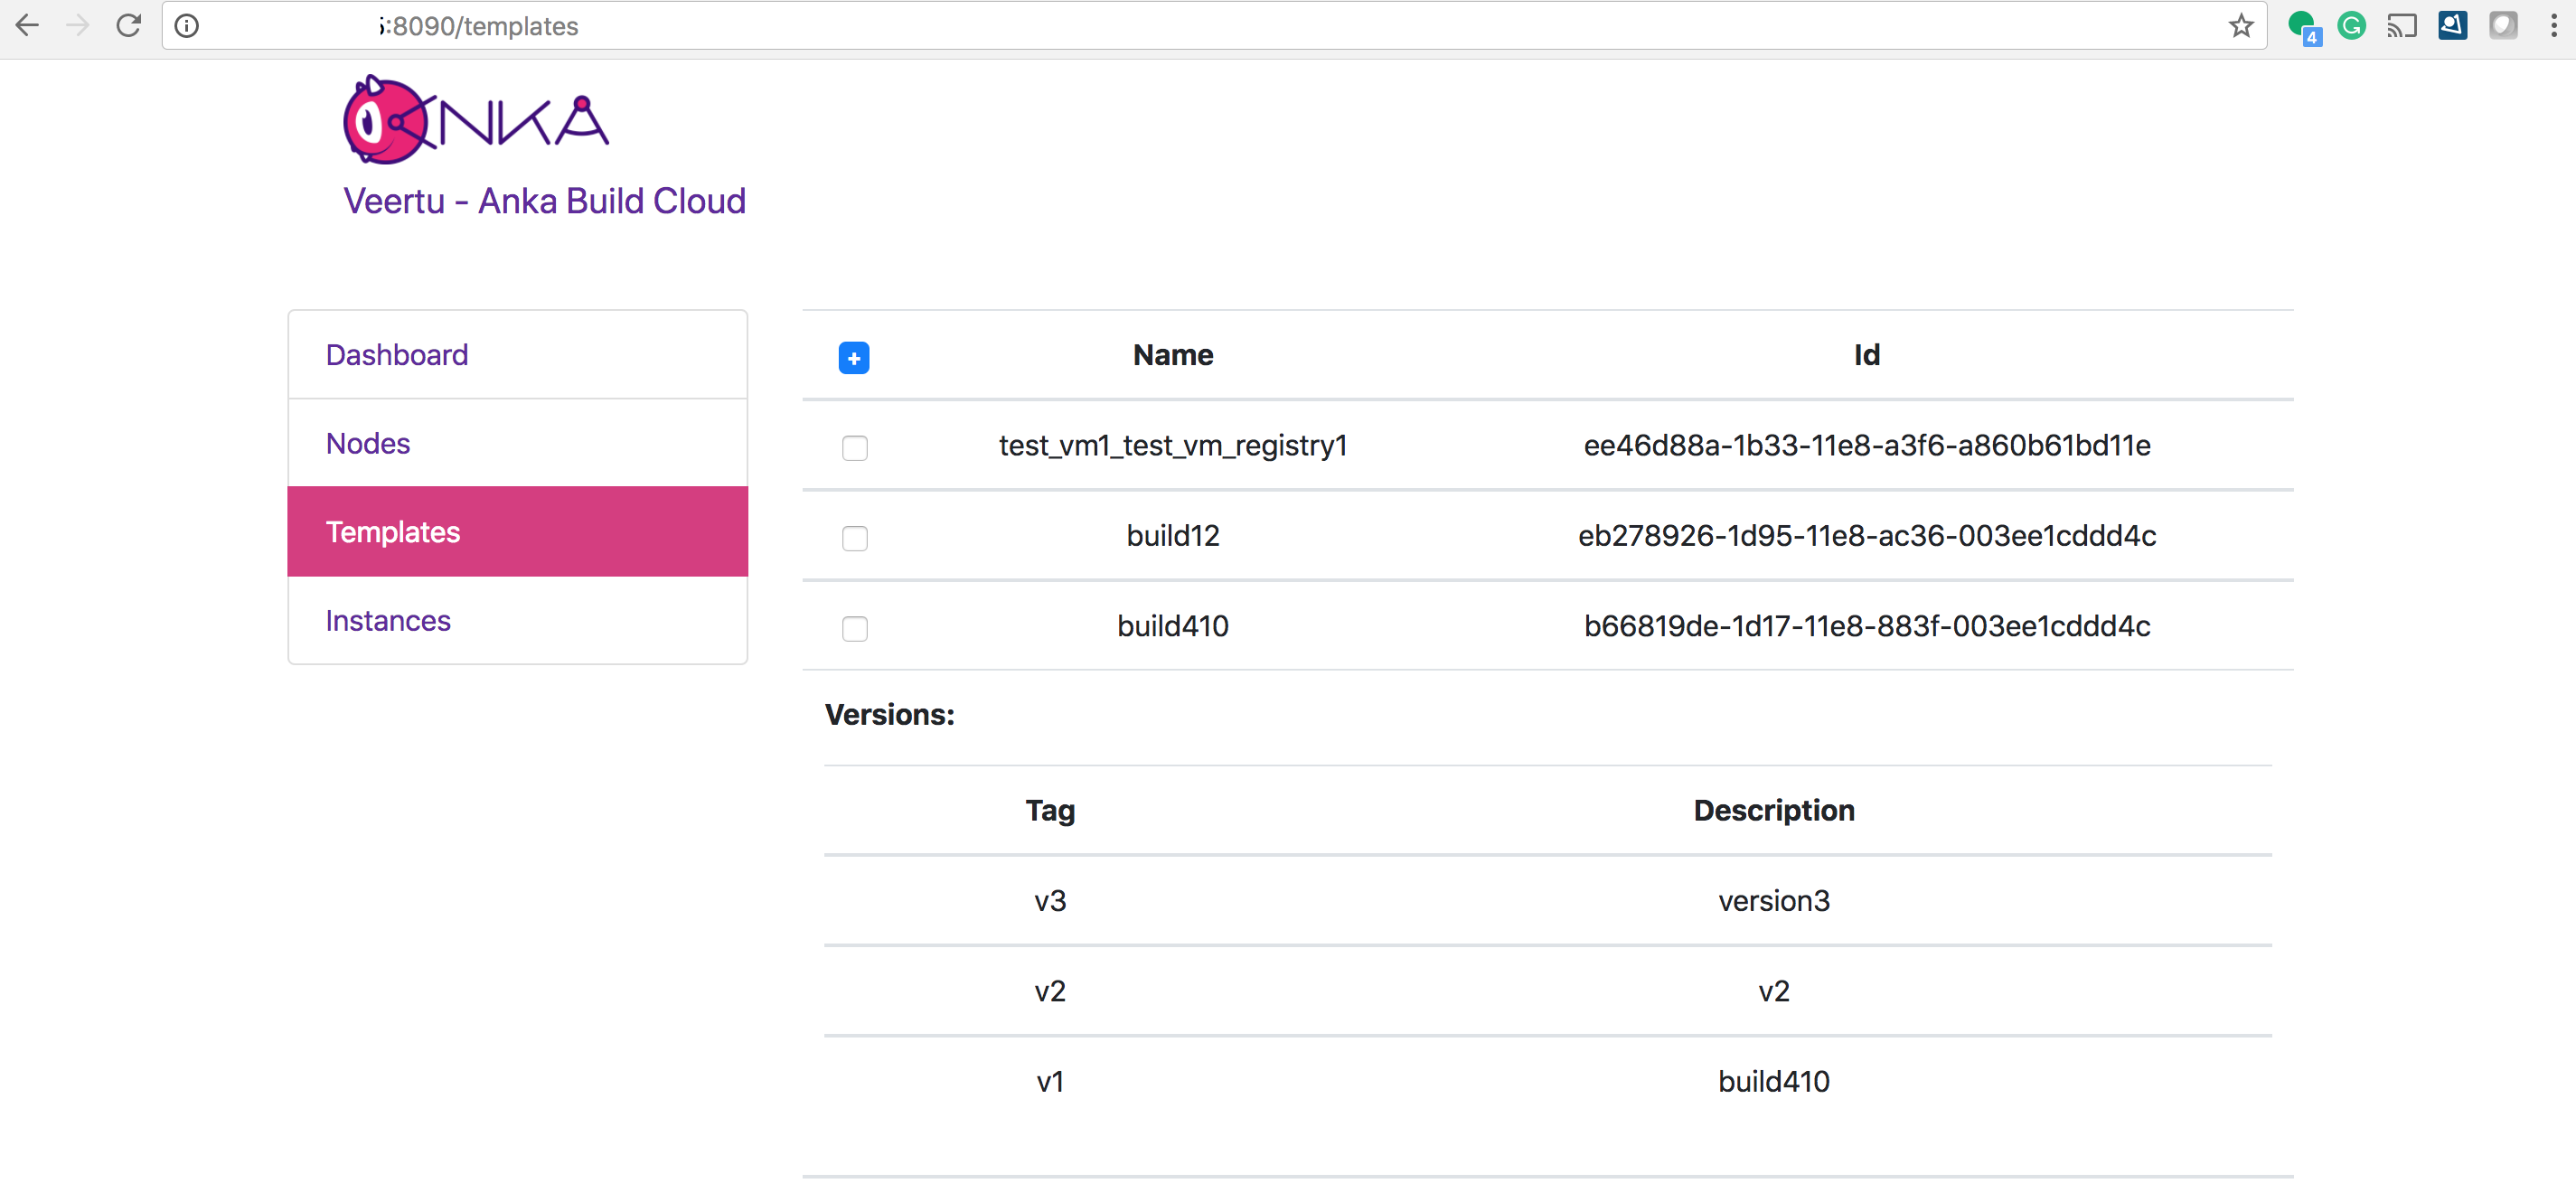 :8090/templates
4
NKA
Veertu - Anka Build Cloud
Dashboard
Nodes
Templates
Instances
+ Name Id
test_vm1_test_vm_registry1 ee46d88a-1b33-11e8-a3f6-a860b61bd11e
build12 eb278926-1d95-11e8-ac36-003ee1cddd4c
build410 b66819de-1d17-11e8-883f-003ee1cddd4c
Versions:
Tag Description
v3 version3
v2 v2
v1 build410